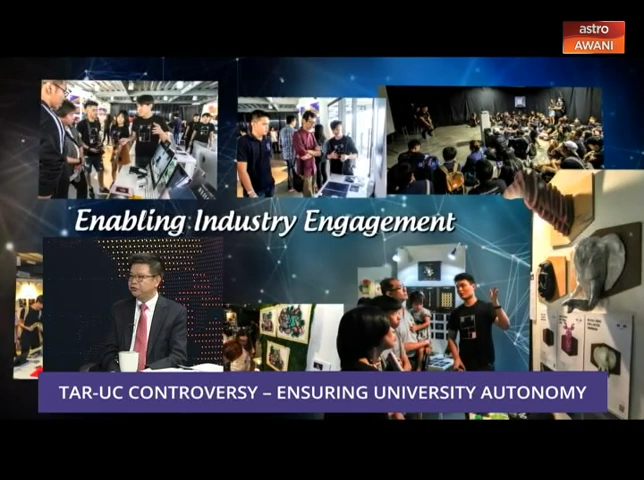 astro
AWANI
Enabling Industry Engagement
TAR-UC CONTROVERSY – ENSURING UNIVERSITY AUTONOMY